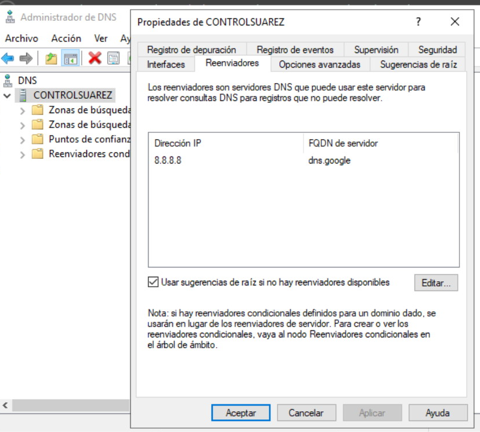 Administrador de DNS
Archivo Acción Ver
DNS
CONTROLSUAREZ
Zonas de búsqueda
Zonas de búsqueda
Puntos de confianz
Reenviadores cond
Propiedades de CONTROLSUAREZ
Registro de depuración Registro de eventos Supervisión Seguridad
Interfaces Reenviadores Opciones avanzadas Sugerencias de raíz
Los reenviadores son servidores DNS que puede usar este servidor para
resolver consultas DNS para registros que no puede resolver.
Dirección IP FQDN de servidor
8.8.8.8 dns.google
Usar sugerencias de raíz si no hay reenviadores disponibles
Editar...
Nota: si hay reenviadores condicionales definidos para un dominio dado, se
usarán en lugar de los reenviadores de servidor. Para crear o ver los
reenviadores condicionales, vaya al nodo Reenviadores condicionales en
el árbol de ámbito.
Aceptar Cancelar Aplicar Ayuda